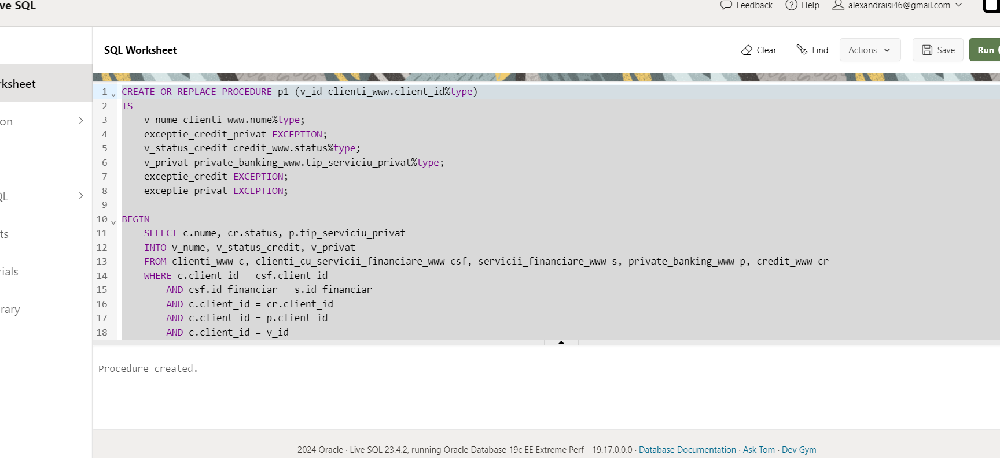 ve SQL
Feedback Help alexandraisi46@gmail.com
SQL Worksheet
Clear Find Actions Save Run
rksheet
on
QL
ts
rials
rary
1 CREATE OR REPLACE PROCEDURE p1 (v_id clienti_www.client_id%type)
2 IS
3 v_nume clienti_www.nume%type;
4 exceptie_credit_privat EXCEPTION;
5 v_status_credit credit_www.status%type;
6 v_privat private_banking_www.tip_serviciu_privat%type;
7 exceptie_credit EXCEPTION;
8 exceptie_privat EXCEPTION;
9
10 BEGIN
11 SELECT c.nume, cr.status, p.tip_serviciu_privat
12 INTO v_nume, v_status_credit, v_privat
13 FROM clienti_www c, clienti_cu_servicii_financiare_www csf, servicii_financiare_www s, private_banking_www p, credit_www cr
14 WHERE c.client_id = csf.client_id
15 AND csf.id_financiar = s.id_financiar
16 AND c.client_id = cr.client_id
17 AND c.client_id = p.client_id
18 AND c.client_id = v_id
Procedure created.
2024 Oracle · Live SQL 23.4.2, running Oracle Database 19c EE Extreme Perf - 19.17.0.0.0 · Database Documentation · Ask Tom · Dev Gym